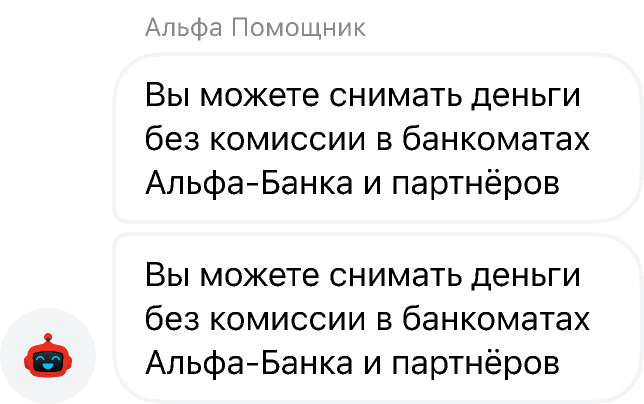 Альфа Помощник
Вы можете снимать деньги
без комиссии в банкоматах
Альфа-Банка и партнёров
Вы можете снимать деньги
без комиссии в банкоматах
Альфа-Банка и партнёров